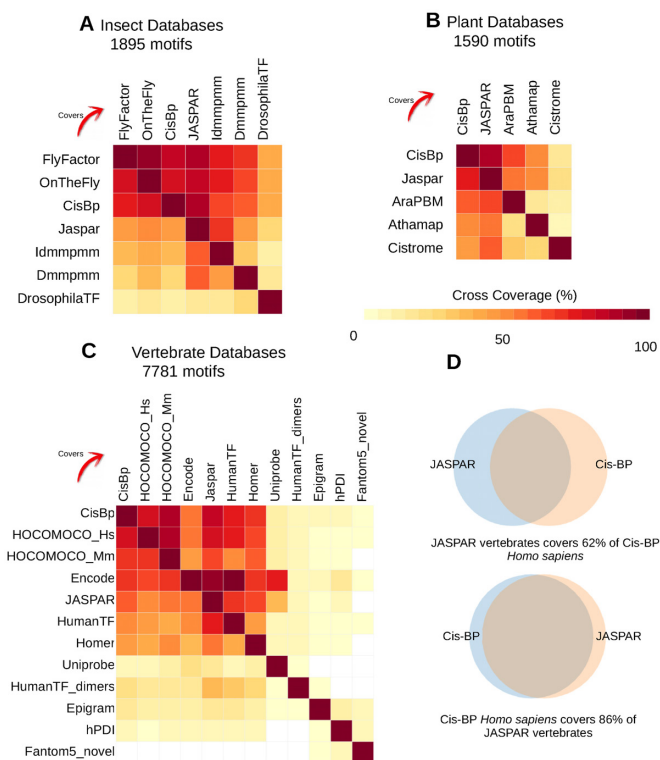 A Insect Databases
1895 motifs
Covers
FlyFactor
OnTheFly
CisBp
JASPAR
Idmmpmm
Dmmpmm
DrosophilaTF
FlyFactor
OnTheFly
CisBp
Jaspar
Idmmpmm
Dmmpmm
DrosophilaTF
B Plant Databases
1590 motifs
Covers
CisBp
JASPAR
AraPBM
Athamap
Cistrome
CisBp
Jaspar
AraPBM
Athamap
Cistrome
Cross Coverage (%)
0 50 100
C Vertebrate Databases
7781 motifs
Covers
CisBp
HOCOMOCO_Hs
HOCOMOCO_Mm
Encode
Jaspar
HumanTF
Homer
Uniprobe
HumanTF_dimers
Epigram
hPDI
Fantom5_novel
CisBp
HOCOMOCO_Hs
HOCOMOCO_Mm
Encode
JASPAR
HumanTF
Homer
Uniprobe
HumanTF_dimers
Epigram
hPDI
Fantom5_novel
D
JASPAR Cis-BP
JASPAR vertebrates covers 62% of Cis-BP
Homo sapiens
Cis-BP JASPAR
Cis-BP Homo sapiens covers 86% of
JASPAR vertebrates